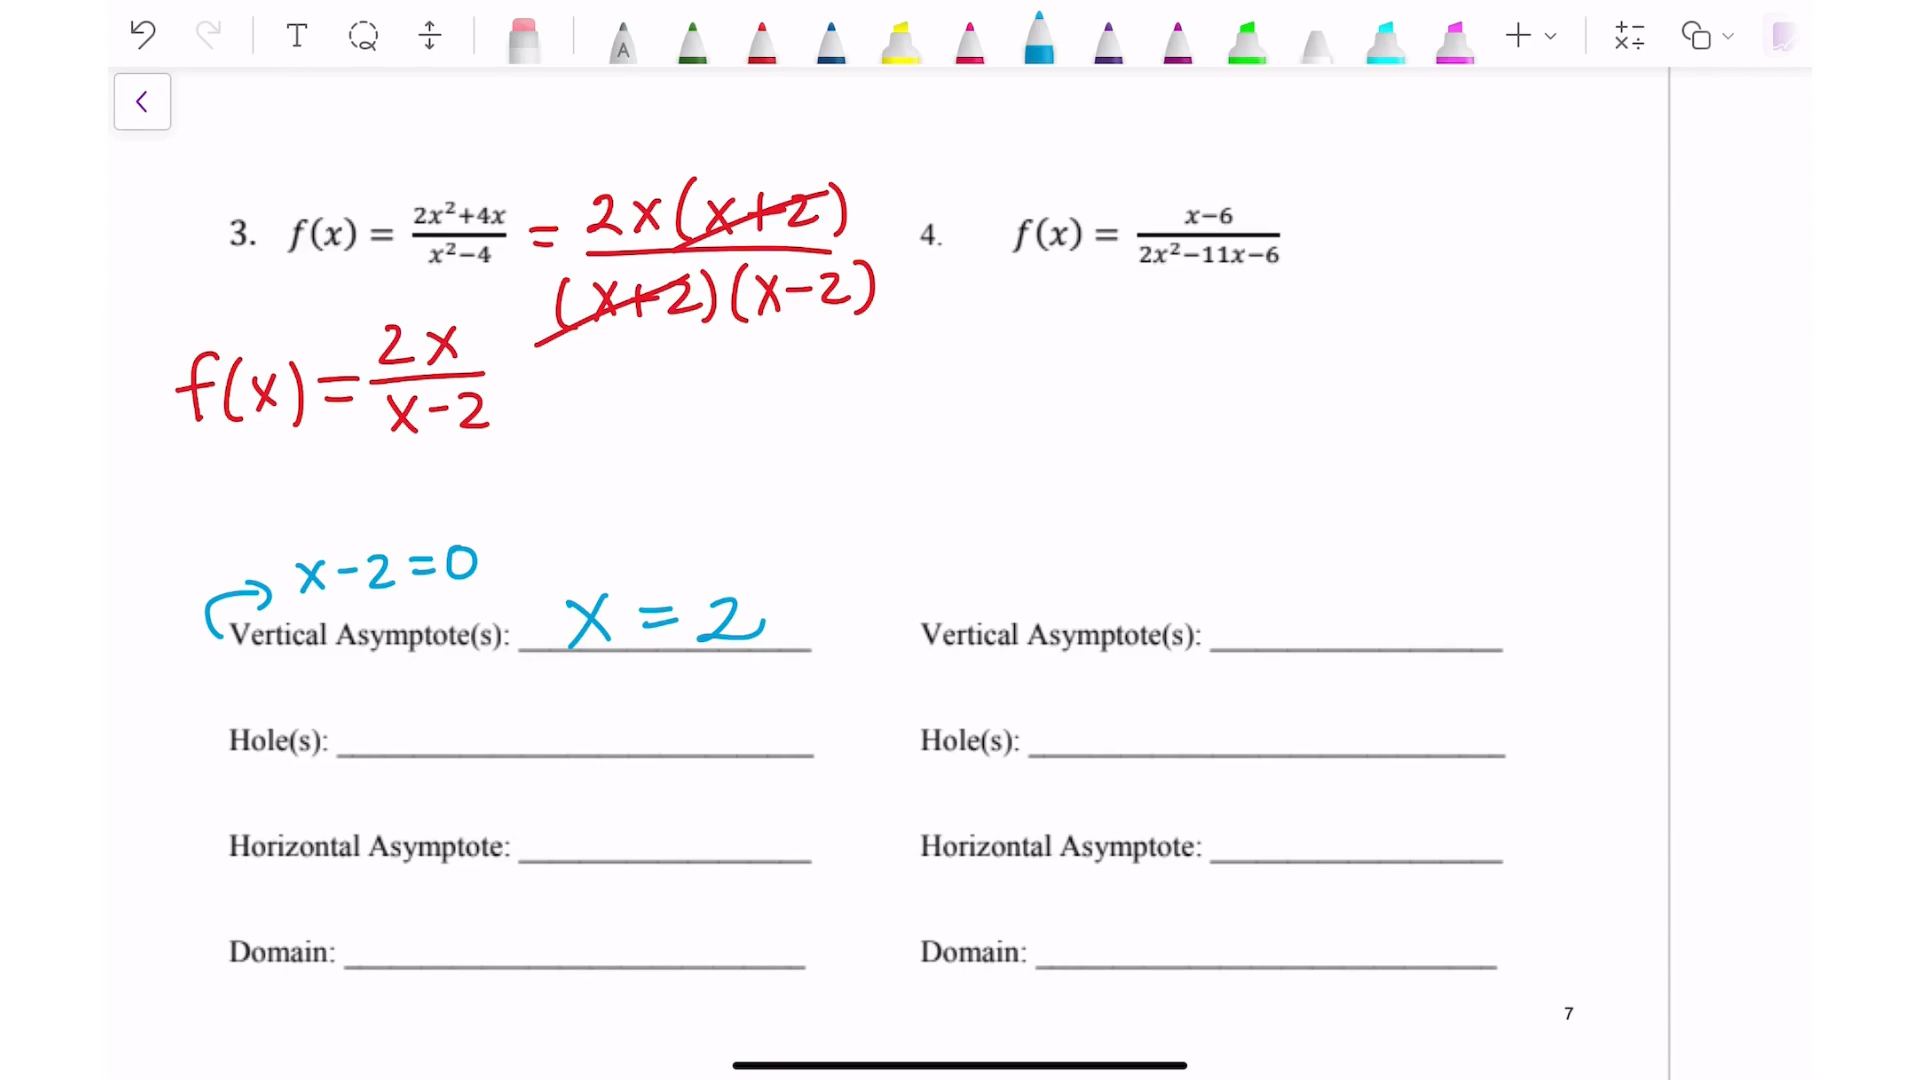 T
A
3. f(x) = 2x²+4x / x²−4 = 2x(x+2) / (x+2)(x−2)
f(x) = 2x / x−2
x−2=0
Vertical Asymptote(s): x = 2
Hole(s):
Horizontal Asymptote:
Domain:
4. f(x) = x−6 / 2x²−11x−6
Vertical Asymptote(s):
Hole(s):
Horizontal Asymptote:
Domain:
7